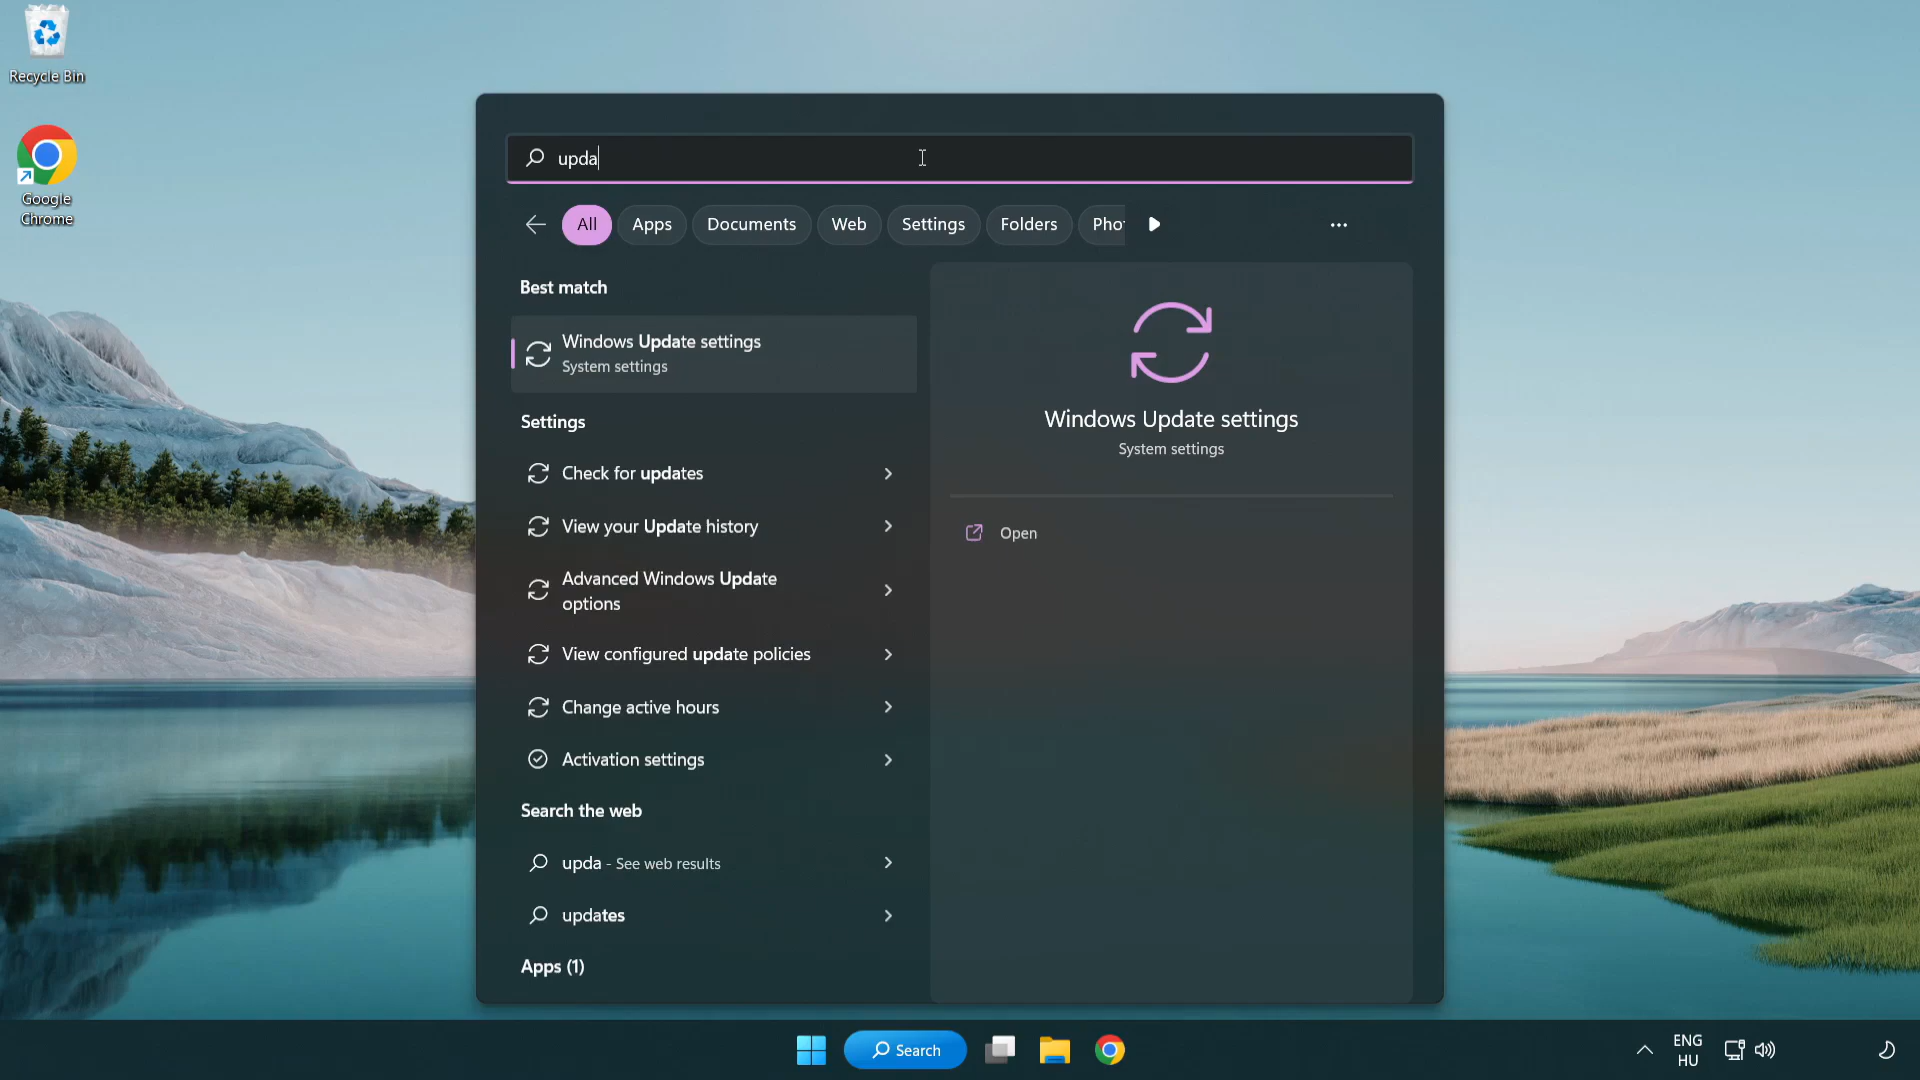 Recycle Bin
Google
Chrome
upda
All
Apps
Documents
Web
Settings
Folders
Pho
Best match
Windows Update settings
System settings
Settings
Check for updates
View your Update history
Advanced Windows Update
options
View configured update policies
Change active hours
Activation settings
Search the web
upda - See web results
updates
Apps (1)
Windows Update settings
System settings
Open
Search
ENG
HU